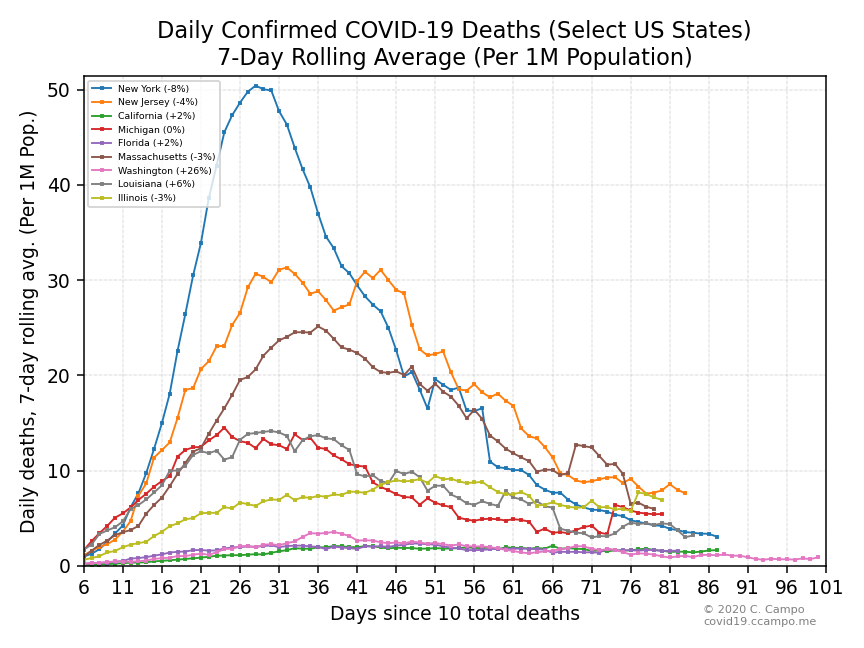 Daily Confirmed COVID-19 Deaths (Select US States)
7-Day Rolling Average (Per 1M Population)
Daily deaths, 7-day rolling avg. (Per 1M Pop.)
50
40
30
20
10
0
New York (-8%)
New Jersey (-4%)
California (+2%)
Michigan (0%)
Florida (+2%)
Massachusetts (-3%)
Washington (+26%)
Louisiana (+6%)
Illinois (-3%)
6 11 16 21 26 31 36 41 46 51 56 61 66 71 76 81 86 91 96 101
Days since 10 total deaths
© 2020 C. Campo
covid19.ccampo.me